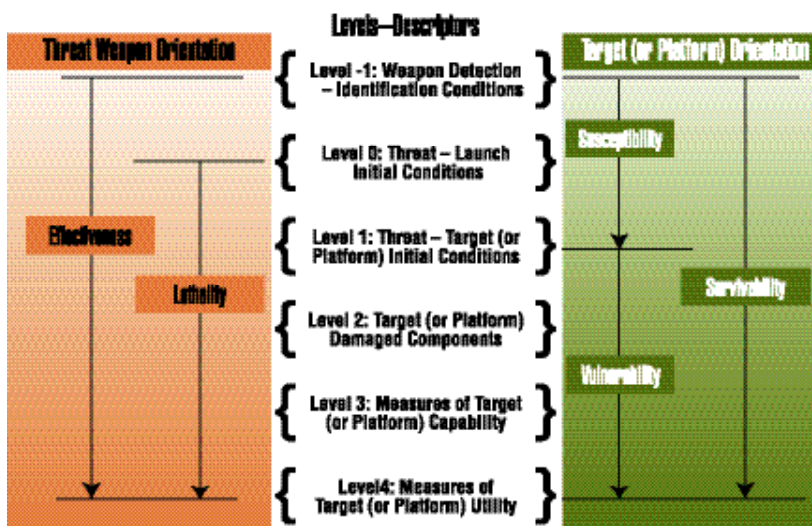 Levels–Descriptors
Threat Weapon Orientation
Target (or Platform) Orientation
Level -1: Weapon Detection
– Identification Conditions
Level 0: Threat – Launch
Initial Conditions
Susceptibility
Level 1: Threat – Target (or
Platform) Initial Conditions
Effectiveness
Lethality
Survivability
Level 2: Target (or Platform)
Damaged Components
Vulnerability
Level 3: Measures of Target
(or Platform) Capability
Level4: Measures of
Target (or Platform) Utility